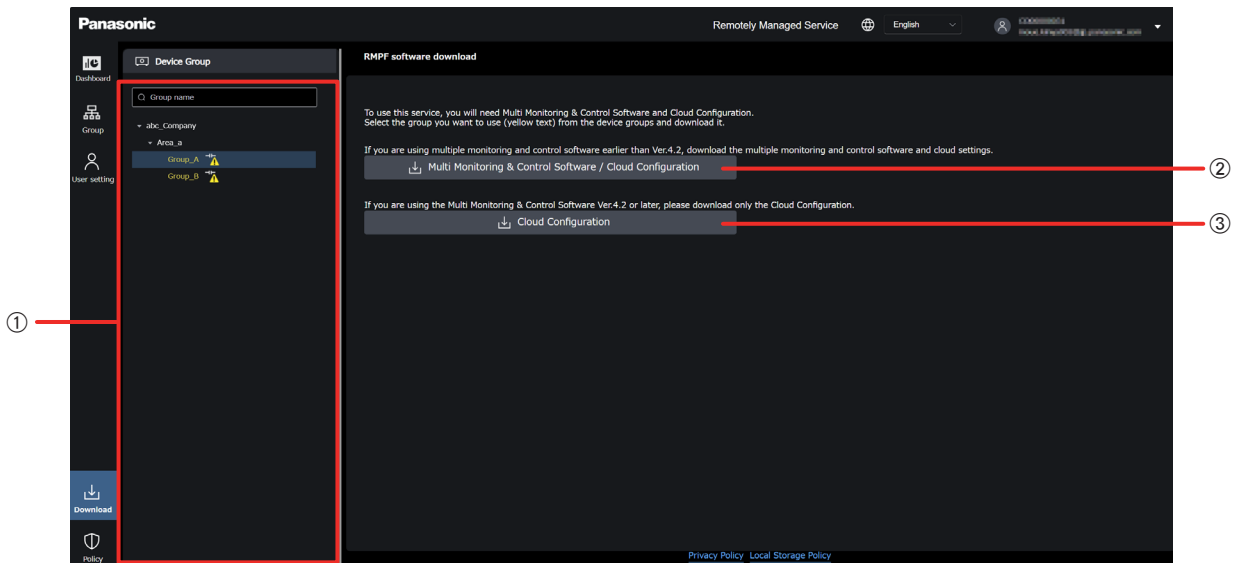 Panasonic
Remotely Managed Service
English
Dashboard
Group
User setting
Download
Policy
Device Group
Group name
abc_Company
Area_a
Group_A
Group_B
RMPF software download
To use this service, you will need Multi Monitoring & Control Software and Cloud Configuration.
Select the group you want to use (yellow text) from the device groups and download it.
If you are using multiple monitoring and control software earlier than Ver.4.2, download the multiple monitoring and control software and cloud settings.
Multi Monitoring & Control Software / Cloud Configuration
If you are using the Multi Monitoring & Control Software Ver.4.2 or later, please download only the Cloud Configuration.
Cloud Configuration
Privacy Policy Local Storage Policy
①
②
③